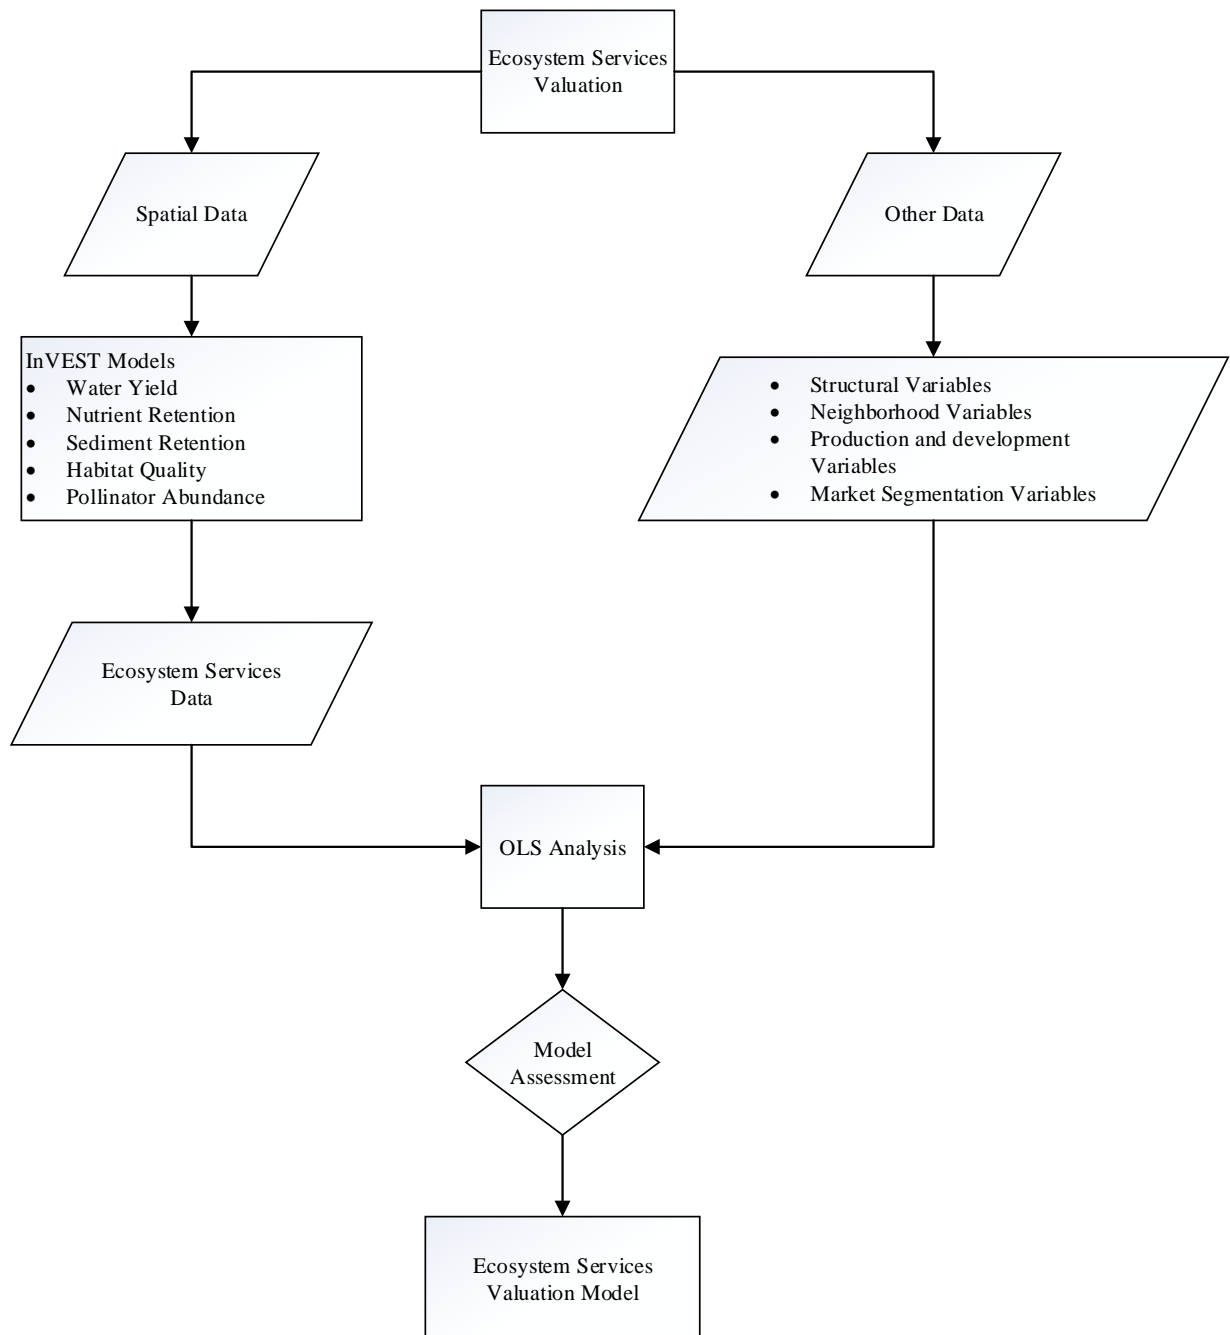 Ecosystem Services
Valuation
Spatial Data
Other Data
InVEST Models
• Water Yield
• Nutrient Retention
• Sediment Retention
• Habitat Quality
• Pollinator Abundance
• Structural Variables
• Neighborhood Variables
• Production and development
Variables
• Market Segmentation Variables
Ecosystem Services
Data
OLS Analysis
Model
Assessment
Ecosystem Services
Valuation Model